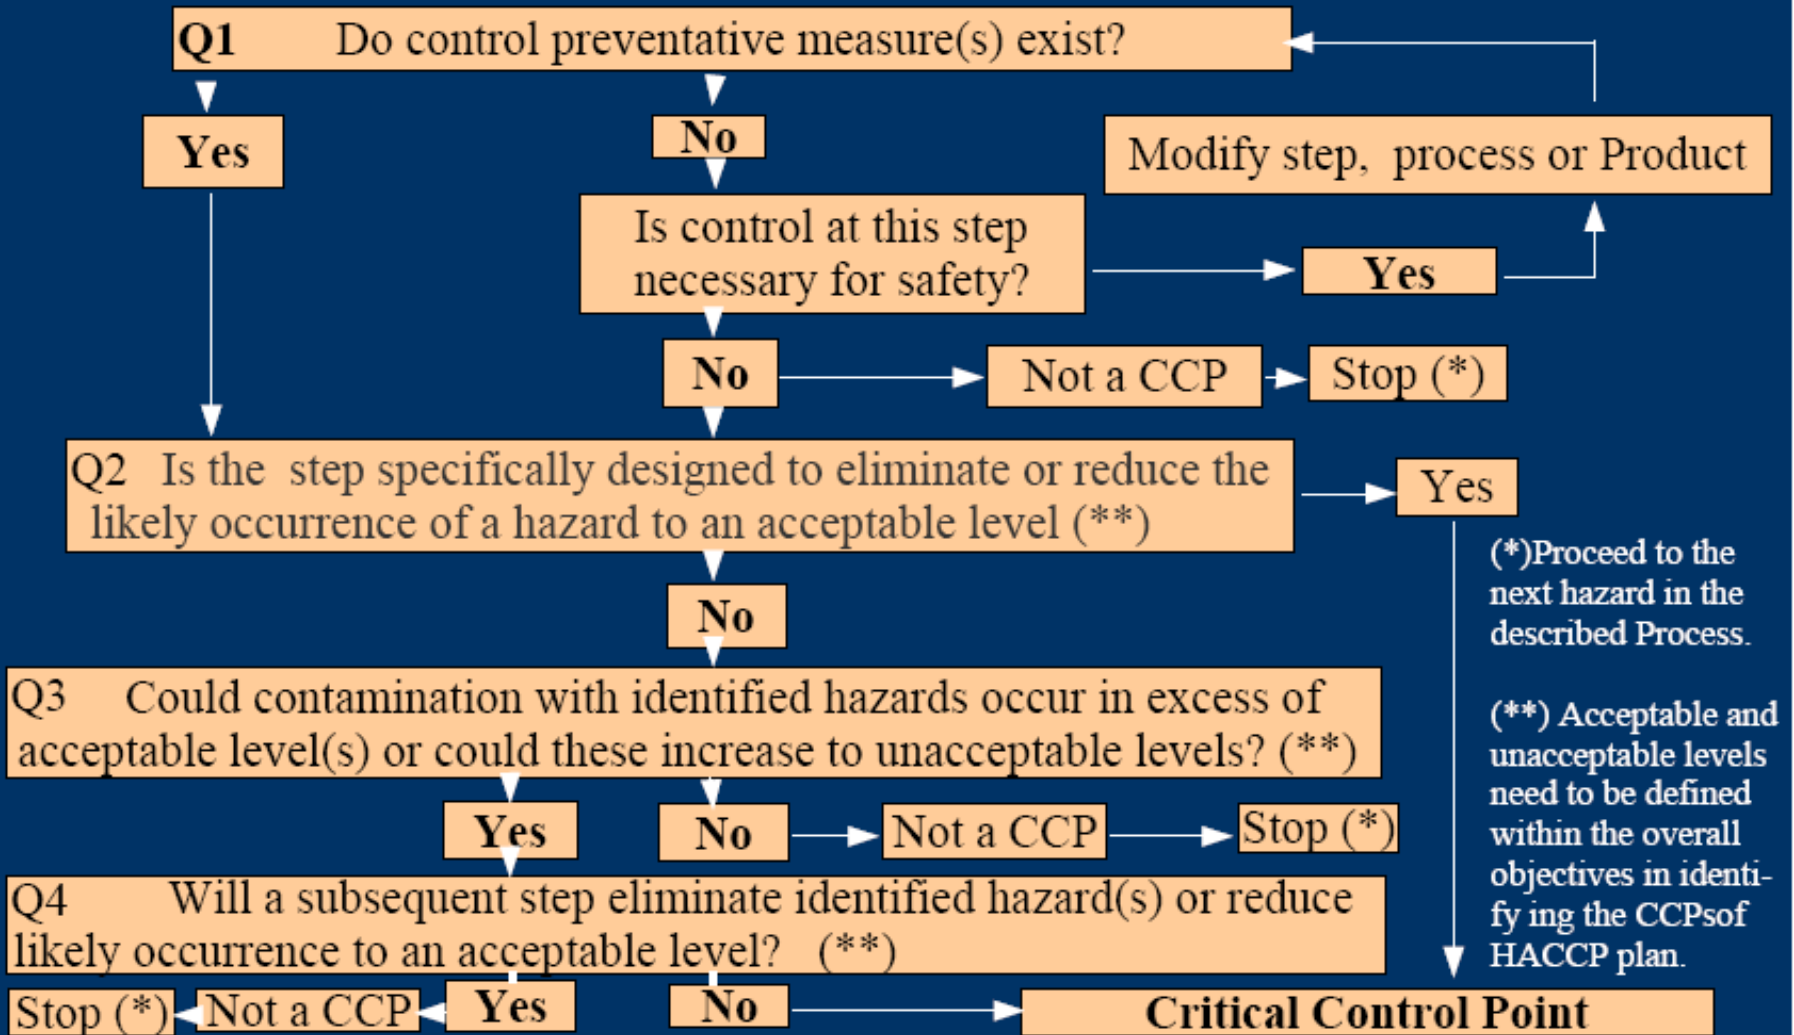 Q1 Do control preventative measure(s) exist?
Yes
No
Modify step, process or Product
Is control at this step
necessary for safety?
Yes
No
Not a CCP
Stop (*)
Q2 Is the step specifically designed to eliminate or reduce the
likely occurrence of a hazard to an acceptable level (**)
Yes
(*)Proceed to the
next hazard in the
described Process.
No
Q3 Could contamination with identified hazards occur in excess of
acceptable level(s) or could these increase to unacceptable levels? (**)
(**) Acceptable and
unacceptable levels
need to be defined
within the overall
objectives in identi-
fy ing the CCPsof
HACCP plan.
Yes
No
Not a CCP
Stop (*)
Q4 Will a subsequent step eliminate identified hazard(s) or reduce
likely occurrence to an acceptable level? (**)
Stop (*)
Not a CCP
Yes
No
Critical Control Point